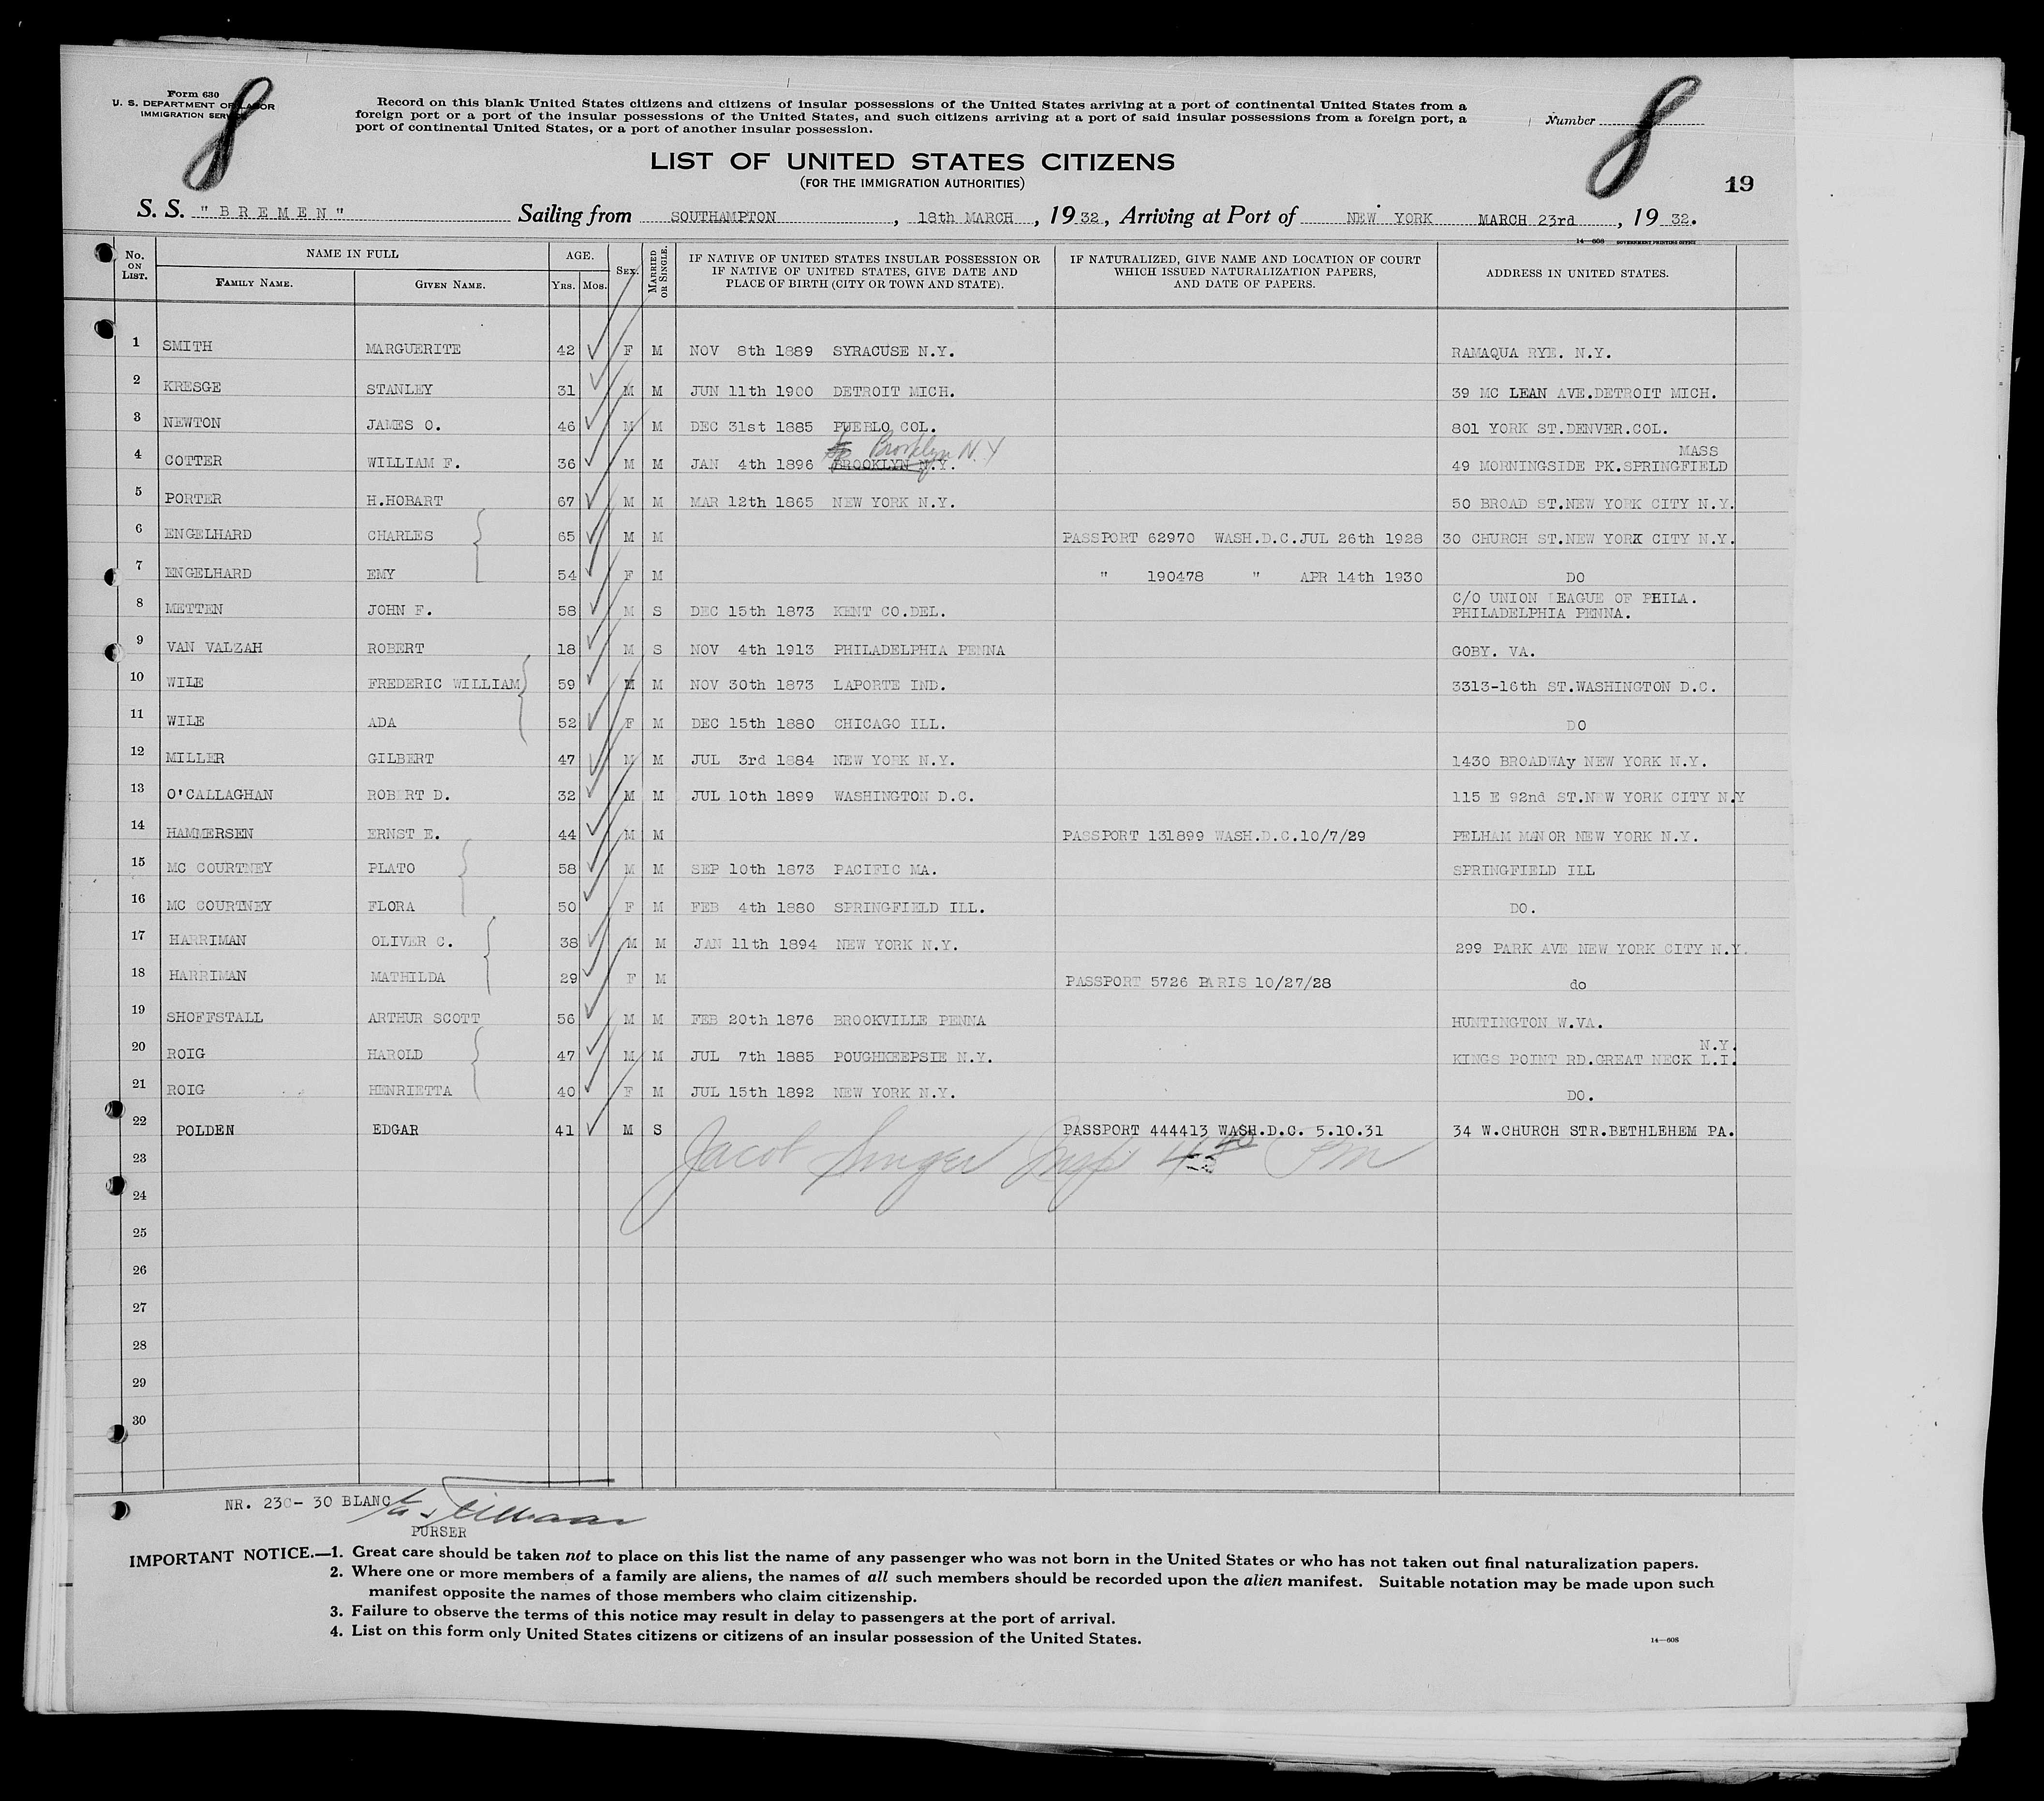 Form 630
U. S. DEPARTMENT OF LABOR
IMMIGRATION SERVICE
8
Record on this blank United States citizens and citizens of insular possessions of the United States arriving at a port of continental United States from a
foreign port or a port of the insular possessions of the United States, and such citizens arriving at a port of said insular possessions from a foreign port, a
port of continental United States, or a port of another insular possession.
Number
8
LIST OF UNITED STATES CITIZENS
(FOR THE IMMIGRATION AUTHORITIES)
19
S. S. "BREMEN" Sailing from SOUTHAMPTON, 18th MARCH, 1932, Arriving at Port of NEW YORK MARCH 23rd, 1932.
14—608 GOVERNMENT PRINTING OFFICE
No. ON LIST. NAME IN FULL FAMILY NAME. GIVEN NAME. AGE. YRS. MOS. SEX. MARRIED OR SINGLE. IF NATIVE OF UNITED STATES INSULAR POSSESSION OR IF NATIVE OF UNITED STATES, GIVE DATE AND PLACE OF BIRTH (CITY OR TOWN AND STATE). IF NATURALIZED, GIVE NAME AND LOCATION OF COURT WHICH ISSUED NATURALIZATION PAPERS, AND DATE OF PAPERS. ADDRESS IN UNITED STATES.
1 SMITH MARGUERITE 42 F M NOV 8th 1889 SYRACUSE N.Y. RAMAQUA RYE. N.Y.
2 KRESGE STANLEY 31 M M JUN 11th 1900 DETROIT MICH. 39 MC LEAN AVE.DETROIT MICH.
3 NEWTON JAMES O. 46 M M DEC 31st 1885 PUEBLO COL. 801 YORK ST.DENVER.COL.
Brooklyn N.Y
MASS
4 COTTER WILLIAM F. 36 M M JAN 4th 1896 BROOKLYN N.Y. 49 MORNINGSIDE PK.SPRINGFIELD
5 PORTER H.HOBART 67 M M MAR 12th 1865 NEW YORK N.Y. 50 BROAD ST.NEW YORK CITY N.Y.
6 ENGELHARD CHARLES 65 M M PASSPORT 62970 WASH.D.C.JUL 26th 1928 30 CHURCH ST.NEW YORK CITY N.Y.
7 ENGELHARD EMY 54 F M " 190478 " APR 14th 1930 DO
8 METTEN JOHN F. 58 M S DEC 15th 1873 KENT CO.DEL. C/O UNION LEAGUE OF PHILA.
PHILADELPHIA PENNA.
9 VAN VALZAH ROBERT 18 M S NOV 4th 1913 PHILADELPHIA PENNA GOBY. VA.
10 WILE FREDERIC WILLIAM 59 M M NOV 30th 1873 LAPORTE IND. 3313-16th ST.WASHINGTON D.C.
11 WILE ADA 52 F M DEC 15th 1880 CHICAGO ILL. DO
12 MILLER GILBERT 47 M M JUL 3rd 1884 NEW YORK N.Y. 1430 BROADWAy NEW YORK N.Y.
13 O'CALLAGHAN ROBERT D. 32 M M JUL 10th 1899 WASHINGTON D.C. 115 E 92nd ST.NEW YORK CITY N.Y
14 HAMMERSEN ERNST E. 44 M M PASSPORT 131899 WASH.D.C.10/7/29 PELHAM MANOR NEW YORK N.Y.
15 MC COURTNEY PLATO 58 M M SEP 10th 1873 PACIFIC MA. SPRINGFIELD ILL
16 MC COURTNEY FLORA 50 F M FEB 4th 1880 SPRINGFIELD ILL. DO.
17 HARRIMAN OLIVER C. 38 M M JAN 11th 1894 NEW YORK N.Y. 299 PARK AVE NEW YORK CITY N.Y.
18 HARRIMAN MATHILDA 29 F M PASSPORT 5726 PARIS 10/27/28 do
19 SHOFFSTALL ARTHUR SCOTT 56 M M FEB 20th 1876 BROOKVILLE PENNA HUNTINGTON W.VA.
N.Y.
20 ROIG HAROLD 47 M M JUL 7th 1885 POUGHKEEPSIE N.Y. KINGS POINT RD.GREAT NECK L.I.
21 ROIG HENRIETTA 40 F M JUL 15th 1892 NEW YORK N.Y. DO.
22 POLDEN EDGAR 41 M S PASSPORT 444413 WASH.D.C. 5.10.31 34 W.CHURCH STR.BETHLEHEM PA.
23 Jacob Singer Insp PM
24
25
26
27
28
29
30
NR. 23 - 30 BLANC
PURSER
IMPORTANT NOTICE.—1. Great care should be taken not to place on this list the name of any passenger who was not born in the United States or who has not taken out final naturalization papers.
2. Where one or more members of a family are aliens, the names of all such members should be recorded upon the alien manifest. Suitable notation may be made upon such
manifest opposite the names of those members who claim citizenship.
3. Failure to observe the terms of this notice may result in delay to passengers at the port of arrival.
4. List on this form only United States citizens or citizens of an insular possession of the United States.
14—608